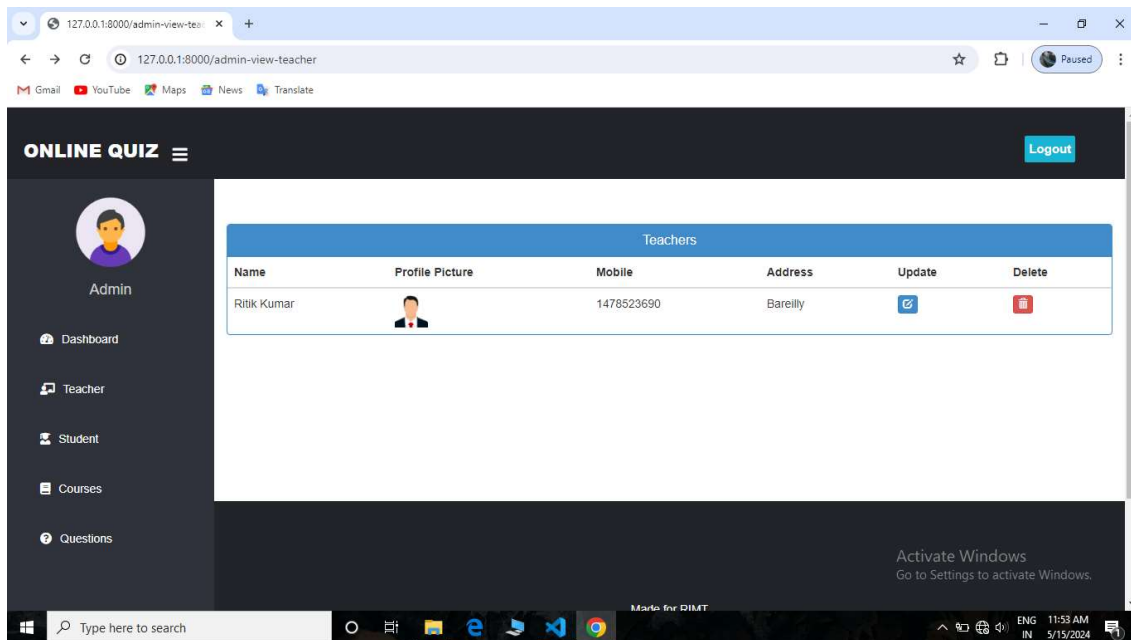 127.0.0.1:8000/admin-view-tea
127.0.0.1:8000/admin-view-teacher
Paused
Gmail YouTube Maps News Translate
ONLINE QUIZ
Logout
Admin
Dashboard
Teacher
Student
Courses
Questions
Teachers
Name Profile Picture Mobile Address Update Delete
Ritik Kumar 1478523690 Bareilly
Activate Windows
Go to Settings to activate Windows.
Made for RIMT
Type here to search
ENG 11:53 AM
IN 5/15/2024